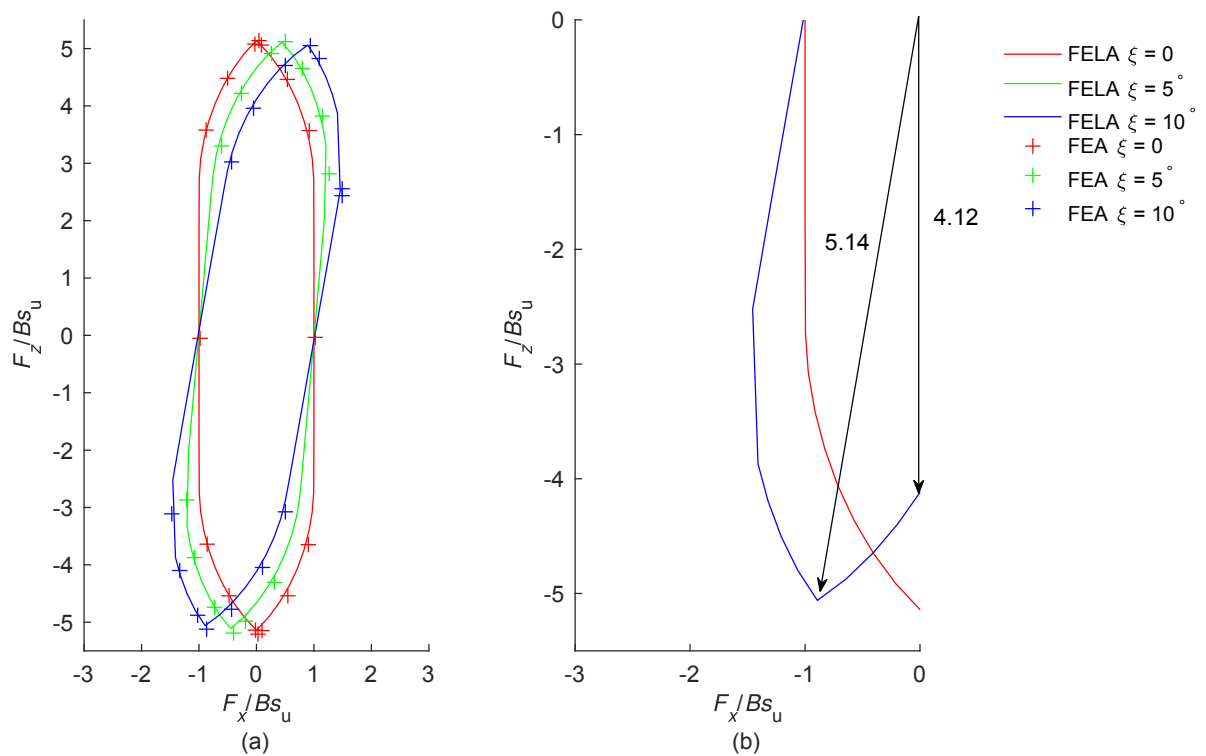 5
4
3
2
1
0
-1
-2
-3
-4
-5
F_z/Bs_u
-3
-2
-1
0
1
2
3
F_x/Bs_u
(a)
0
-1
-2
-3
-4
-5
F_z/Bs_u
5.14
4.12
-3
-2
-1
0
F_x/Bs_u
(b)
FELA ξ = 0
FELA ξ = 5°
FELA ξ = 10°
FEA ξ = 0
FEA ξ = 5°
FEA ξ = 10°